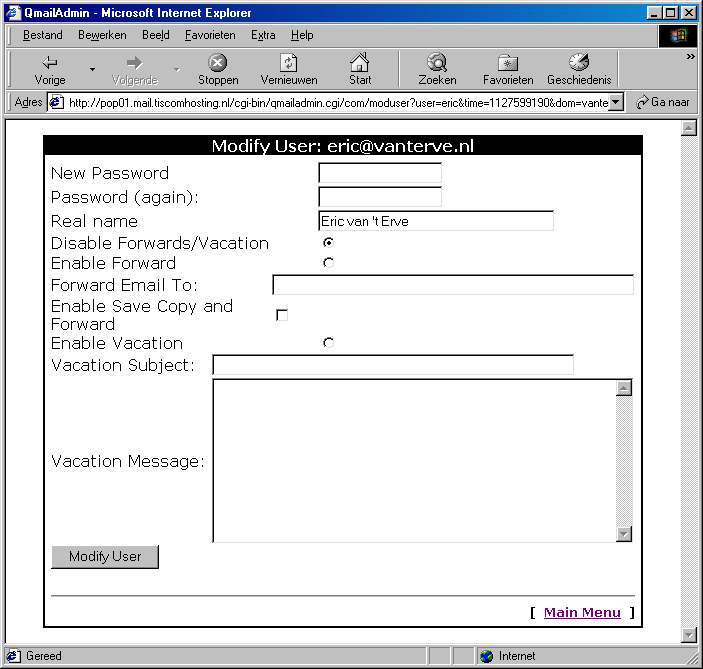 QmailAdmin - Microsoft Internet Explorer
Bestand Bewerken Beeld Favorieten Extra Help
Vorige Volgende Stoppen Vernieuwen Start Zoeken Favorieten Geschiedenis »
Adres http://pop01.mail.tiscomhosting.nl/cgi-bin/qmailadmin.cgi/com/moduser?user=eric&time=1127599190&dom=vante Ga naar
Modify User: eric@vanterve.nl
New Password
Password (again):
Real name Eric van 't Erve
Disable Forwards/Vacation
Enable Forward
Forward Email To:
Enable Save Copy and
Forward
Enable Vacation
Vacation Subject:
Vacation Message:
Modify User
[ Main Menu ]
Gereed Internet